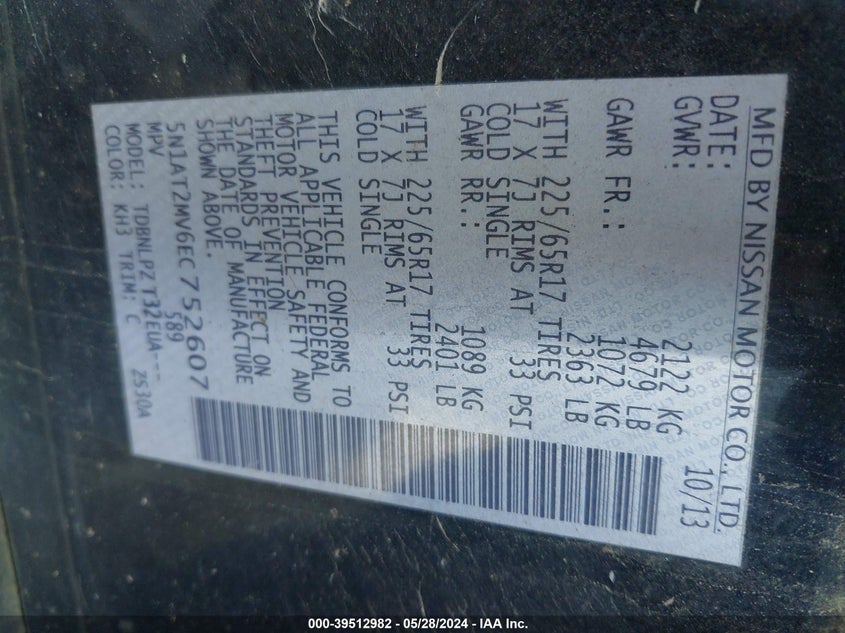 MFD BY NISSAN MOTOR CO., LTD.
DATE: 10/13
GVWR: 2122 KG
4679 LB
GAWR FR.: 1072 KG
2363 LB
WITH 225/65R17 TIRES
17 X 7J RIMS AT 33 PSI
COLD SINGLE
GAWR RR.: 1089 KG
2401 LB
WITH 225/65R17 TIRES
17 X 7J RIMS AT 33 PSI
COLD SINGLE
THIS VEHICLE CONFORMS TO
ALL APPLICABLE FEDERAL
MOTOR VEHICLE SAFETY AND
THEFT PREVENTION
STANDARDS IN EFFECT ON
THE DATE OF MANUFACTURE
SHOWN ABOVE.
5N1AT2MV6EC752607
MPV 589
MODEL: TDBNLPZ T32EUA--- 2S30A
COLOR: KH3 TRIM: C
000-39512982 / 05/28/2024 - IAA Inc.